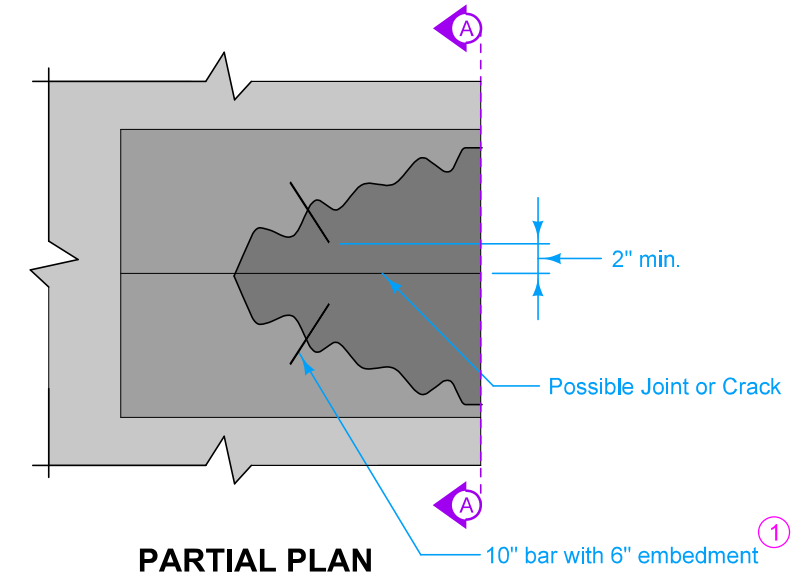 A
2" min.
Possible Joint or Crack
A
1
10" bar with 6" embedment
PARTIAL PLAN